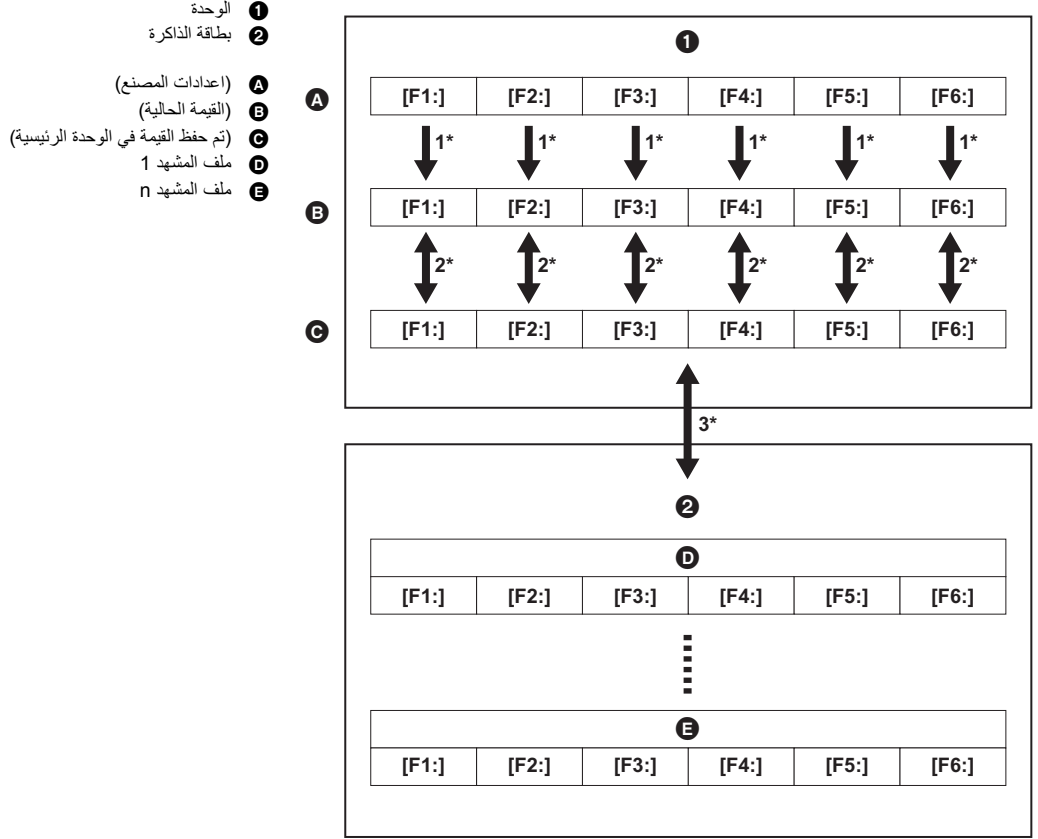 ❶ الوحدة
❷ بطاقة الذاكرة
Ⓐ (اعدادات المصنع)
Ⓑ (القيمة الحالية)
Ⓒ (تم حفظ القيمة في الوحدة الرئيسية)
Ⓓ ملف المشهد 1
Ⓔ ملف المشهد n
❶
Ⓐ [F1:] [F2:] [F3:] [F4:] [F5:] [F6:]
1* 1* 1* 1* 1* 1*
Ⓑ [F1:] [F2:] [F3:] [F4:] [F5:] [F6:]
2* 2* 2* 2* 2* 2*
Ⓒ [F1:] [F2:] [F3:] [F4:] [F5:] [F6:]
3*
❷
Ⓓ
[F1:] [F2:] [F3:] [F4:] [F5:] [F6:]
Ⓔ
[F1:] [F2:] [F3:] [F4:] [F5:] [F6:]